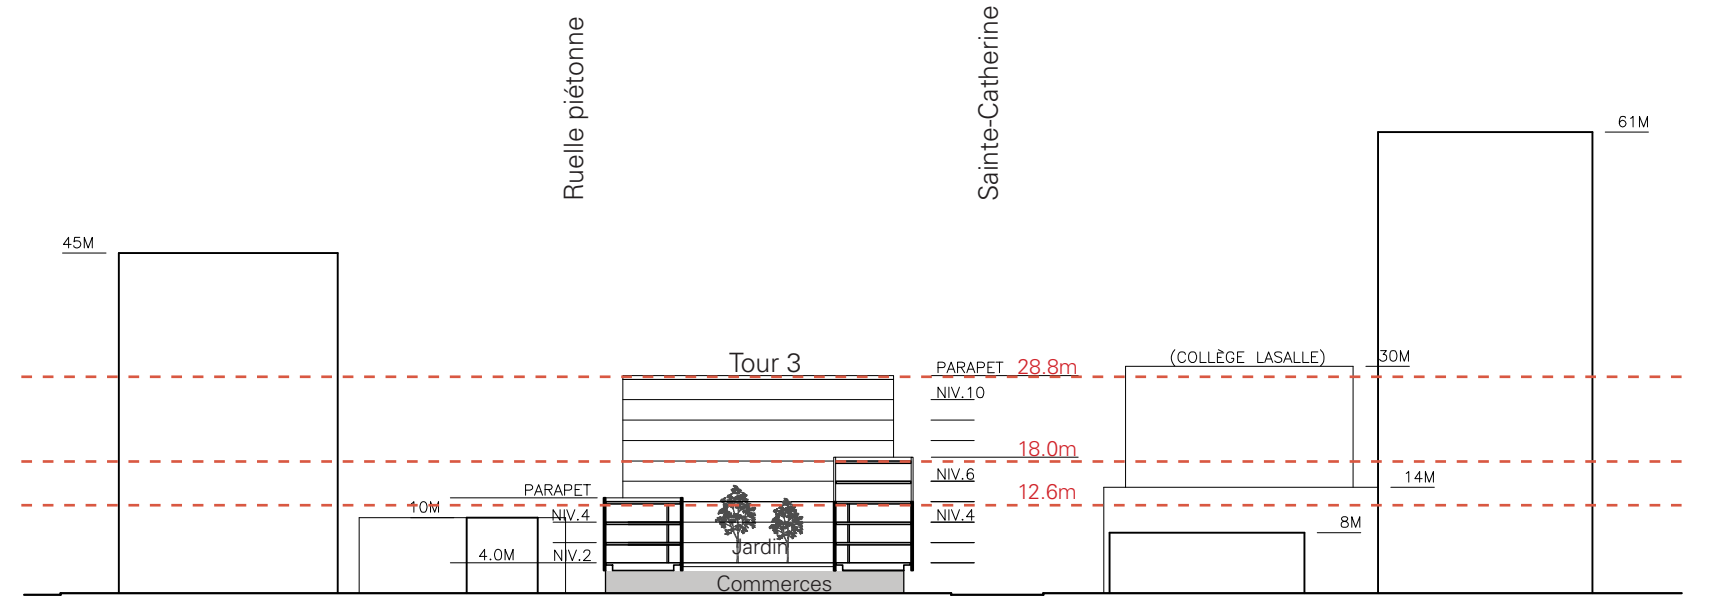 Ruelle piétonne
Sainte-Catherine
61M
45M
Tour 3
PARAPET 28.8m
(COLLÈGE LASALLE)
30M
NIV.10
18.0m
NIV.6
14M
PARAPET
12.6m
10M
NIV.4
NIV.4
8M
Jardin
4.0M
NIV.2
Commerces